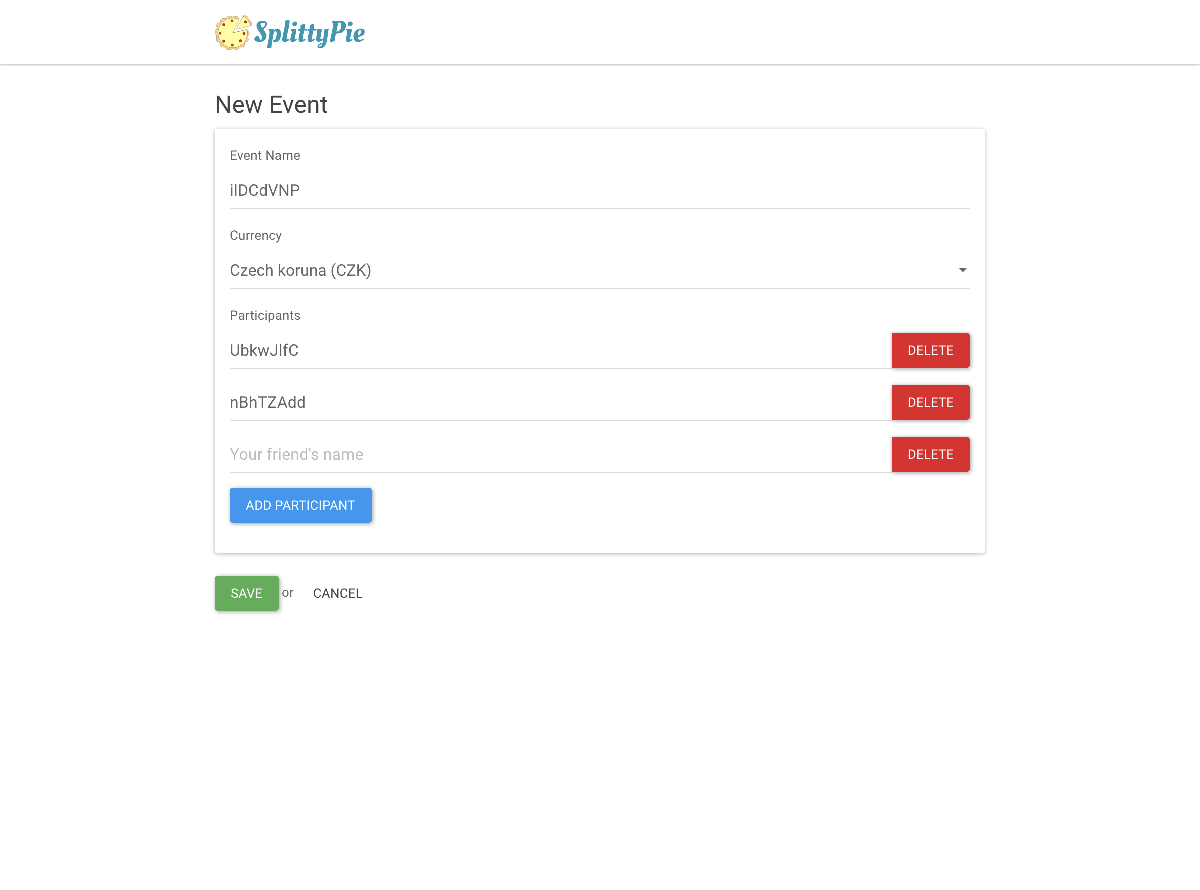 SplittyPie
New Event
Event Name
ilDCdVNP
Currency
Czech koruna (CZK)
Participants
UbkwJlfC DELETE
nBhTZAdd DELETE
Your friend's name DELETE
ADD PARTICIPANT
SAVE or CANCEL